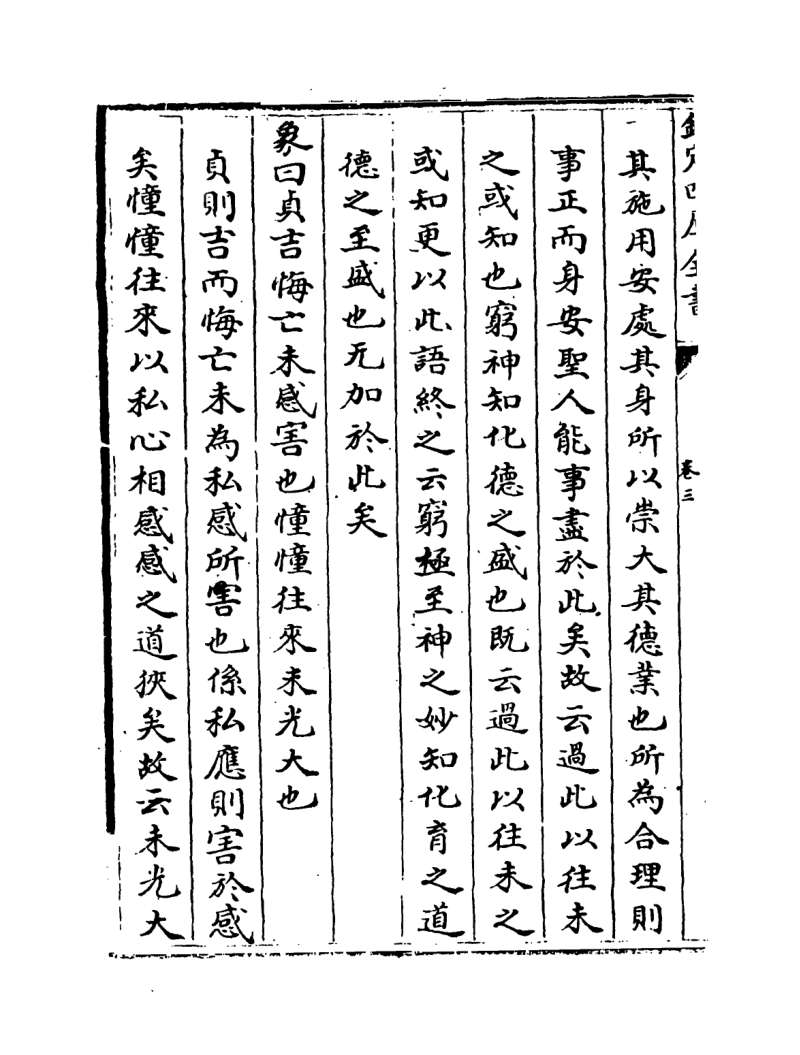 欽定四庫全書
卷三
其施用安處其身所以崇大其德業也所為合理則
事正而身安聖人能事盡於此矣故云過此以往未
之或知也窮神知化德之盛也既云過此以往未之
或知更以此語終之云窮極至神之妙知化育之道
德之至盛也无加於此矣
象曰貞吉悔亡未感害也憧憧往來未光大也
貞則吉而悔亡未為私感所害也係私應則害於感
矣憧憧往來以私心相感感之道狹矣故云未光大